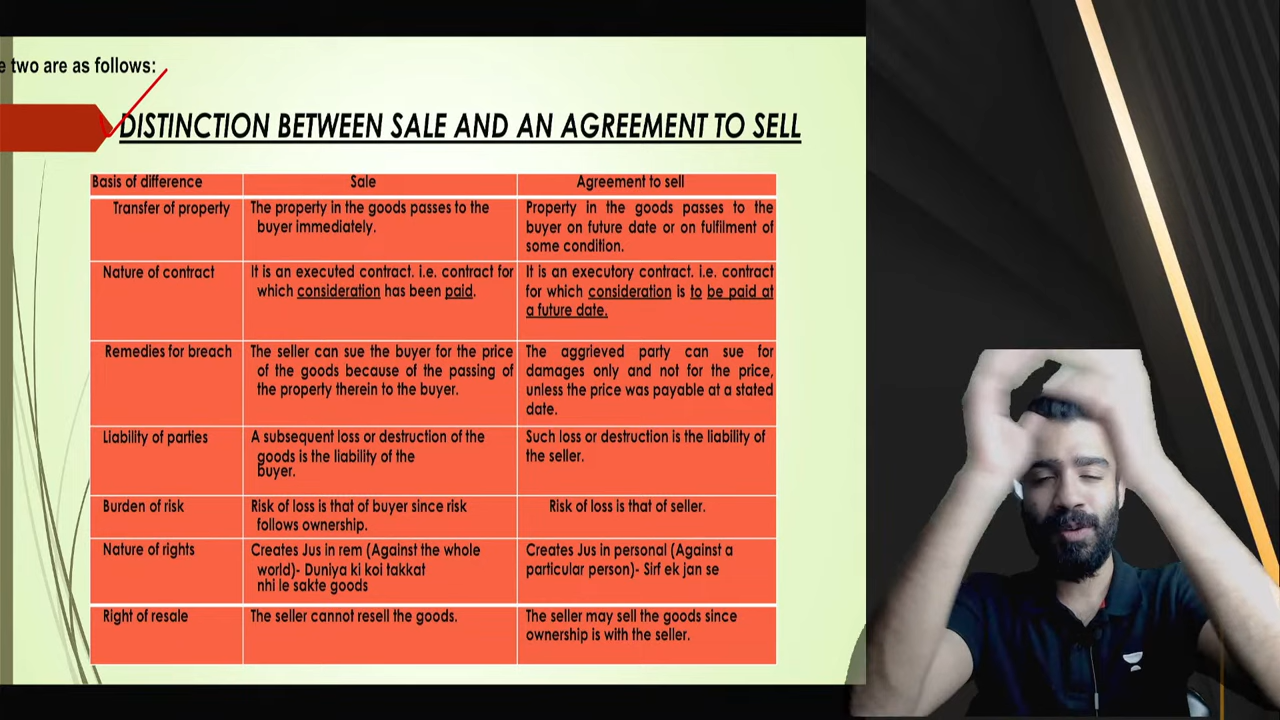 e two are as follows:
DISTINCTION BETWEEN SALE AND AN AGREEMENT TO SELL
Basis of difference
Sale
Agreement to sell
Transfer of property
The property in the goods passes to the
buyer immediately.
Property in the goods passes to the
buyer on future date or on fulfilment of
some condition.
Nature of contract
It is an executed contract. i.e. contract for
which consideration has been paid.
It is an executory contract. i.e. contract
for which consideration is to be paid at
a future date.
Remedies for breach
The seller can sue the buyer for the price
of the goods because of the passing of
the property therein to the buyer.
The aggrieved party can sue for
damages only and not for the price,
unless the price was payable at a stated
date.
Liability of parties
A subsequent loss or destruction of the
goods is the liability of the
buyer.
Such loss or destruction is the liability of
the seller.
Burden of risk
Risk of loss is that of buyer since risk
follows ownership.
Risk of loss is that of seller.
Nature of rights
Creates Jus in rem (Against the whole
world)- Duniya ki koi takkat
nhi le sakte goods
Creates Jus in personal (Against a
particular person)- Sirf ek jan se
Right of resale
The seller cannot resell the goods.
The seller may sell the goods since
ownership is with the seller.